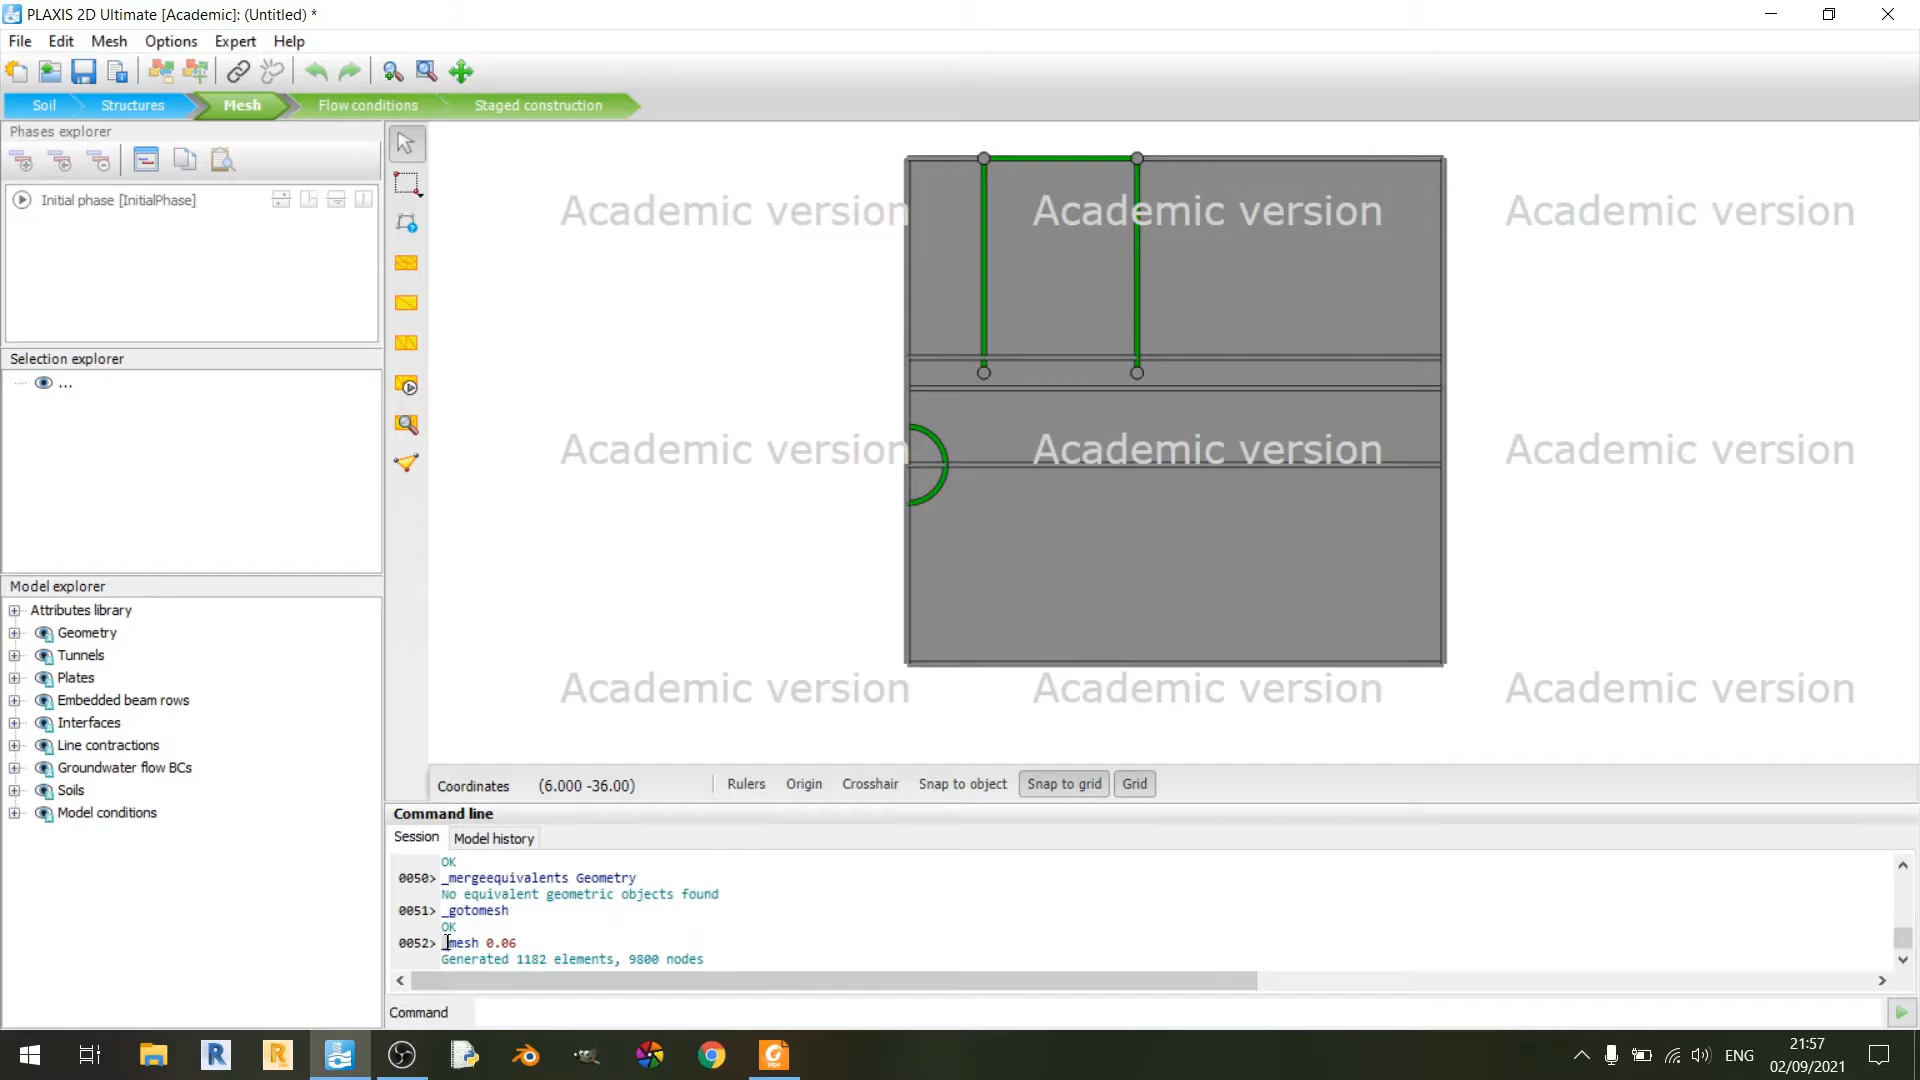 PLAXIS 2D Ultimate [Academic]: (Untitled) *
File Edit Mesh Options Expert Help
Soil Structures Mesh Flow conditions Staged construction
Phases explorer
Initial phase [InitialPhase]
Selection explorer
...
Model explorer
Attributes library
Geometry
Tunnels
Plates
Embedded beam rows
Interfaces
Line contractions
Groundwater flow BCs
Soils
Model conditions
Academic version Academic version Academic version
Academic version Academic version Academic version
Academic version Academic version Academic version
Coordinates (6.000 -36.00) Rulers Origin Crosshair Snap to object Snap to grid Grid
Command line
Session Model history
OK
0050> _mergeequivalents Geometry
No equivalent geometric objects found
0051> _gotomesh
OK
0052> _mesh 0.06
Generated 1182 elements, 9800 nodes
Command
ENG
21:57
02/09/2021